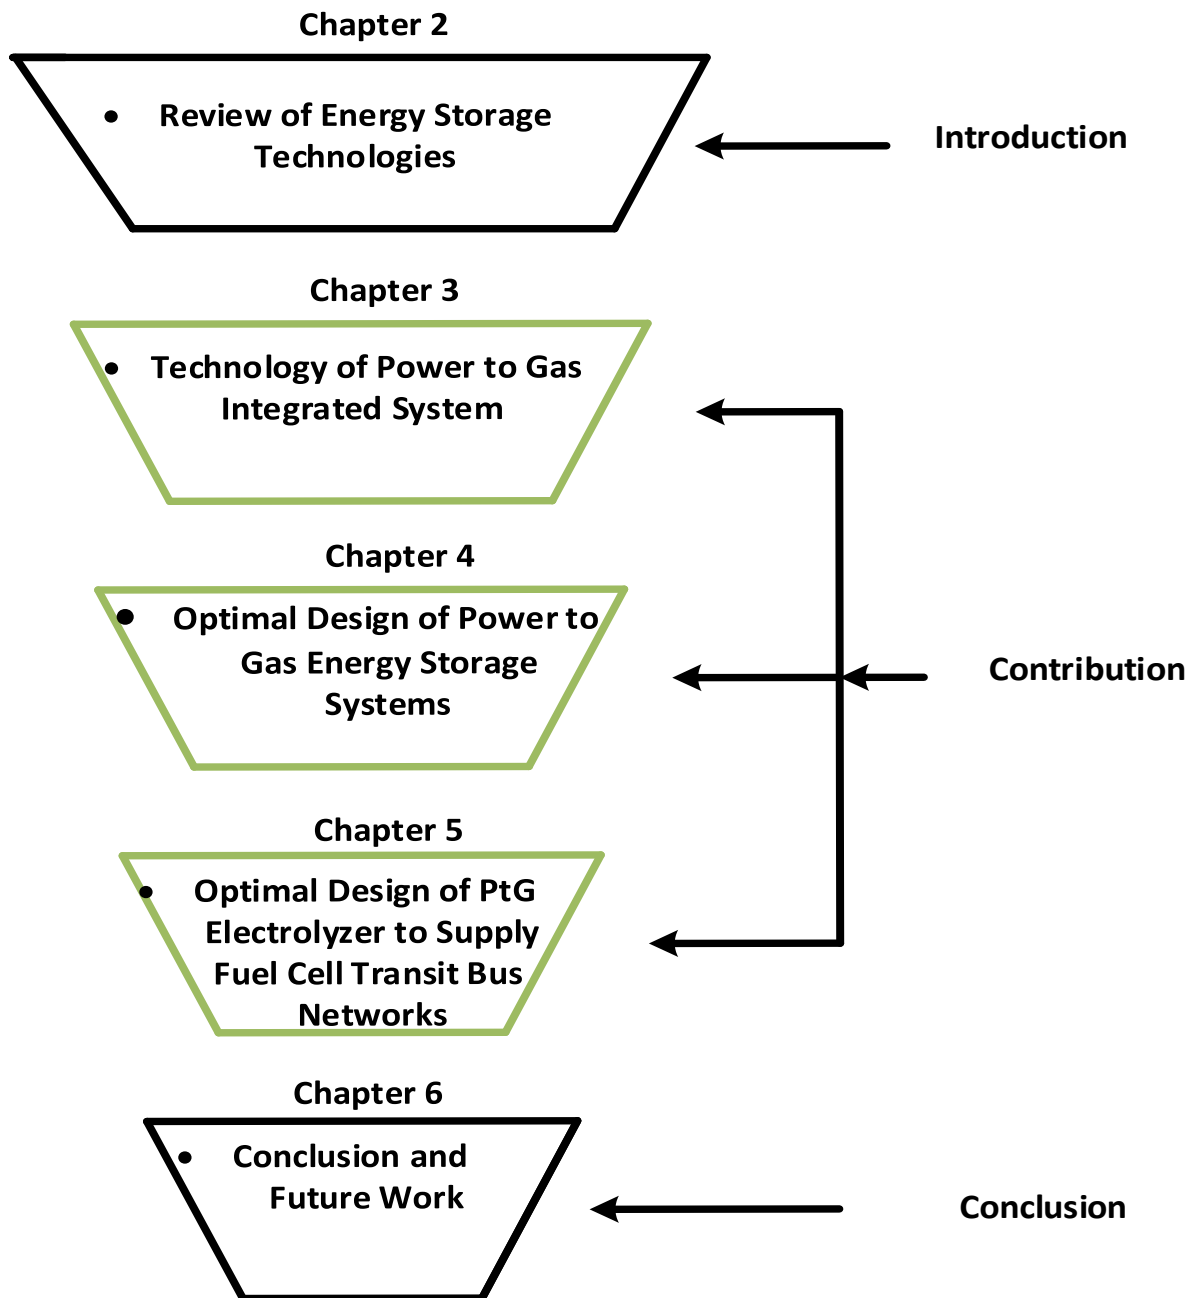 Chapter 2
• Review of Energy Storage
Technologies
Introduction
Chapter 3
• Technology of Power to Gas
Integrated System
Chapter 4
• Optimal Design of Power to
Gas Energy Storage
Systems
Contribution
Chapter 5
• Optimal Design of PtG
Electrolyzer to Supply
Fuel Cell Transit Bus
Networks
Chapter 6
• Conclusion and
Future Work
Conclusion